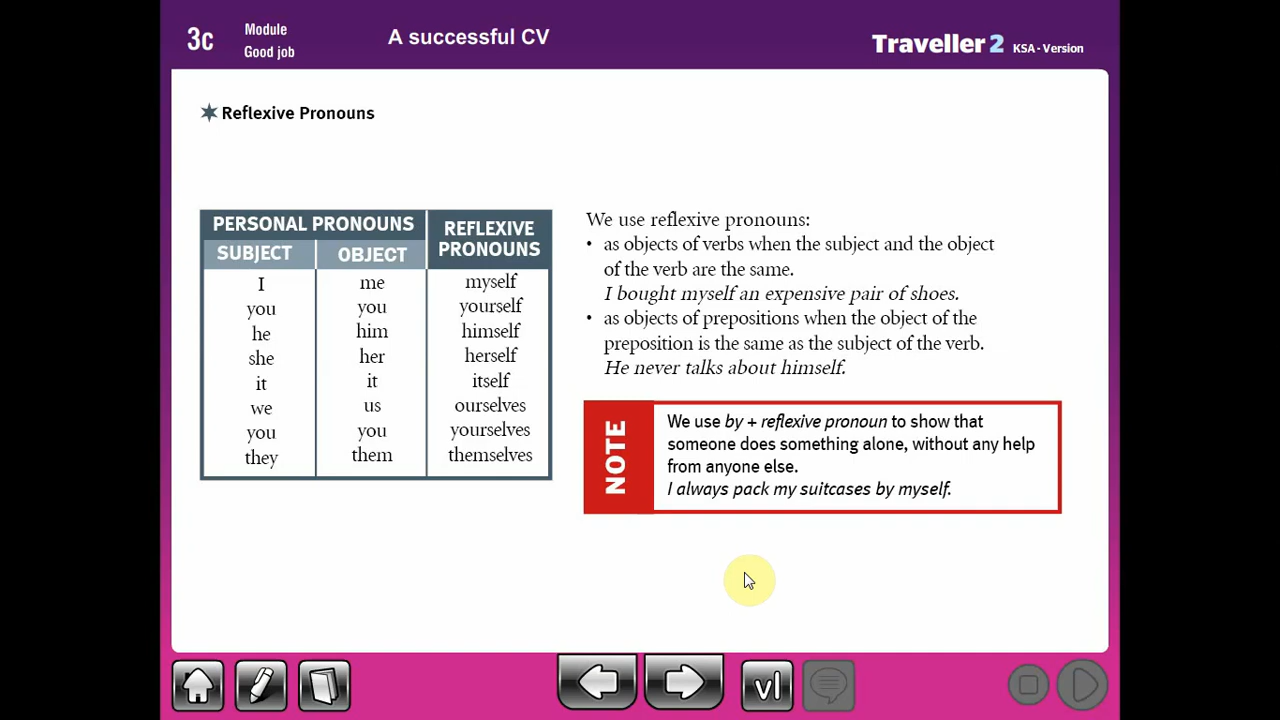 3c
Module
Good job
A successful CV
Traveller 2 KSA - Version
Reflexive Pronouns
PERSONAL PRONOUNS
REFLEXIVE
PRONOUNS
SUBJECT OBJECT
I me myself
you you yourself
he him himself
she her herself
it it itself
we us ourselves
you you yourselves
they them themselves
We use reflexive pronouns:
• as objects of verbs when the subject and the object
of the verb are the same.
I bought myself an expensive pair of shoes.
• as objects of prepositions when the object of the
preposition is the same as the subject of the verb.
He never talks about himself.
NOTE
We use by + reflexive pronoun to show that
someone does something alone, without any help
from anyone else.
I always pack my suitcases by myself.
vl